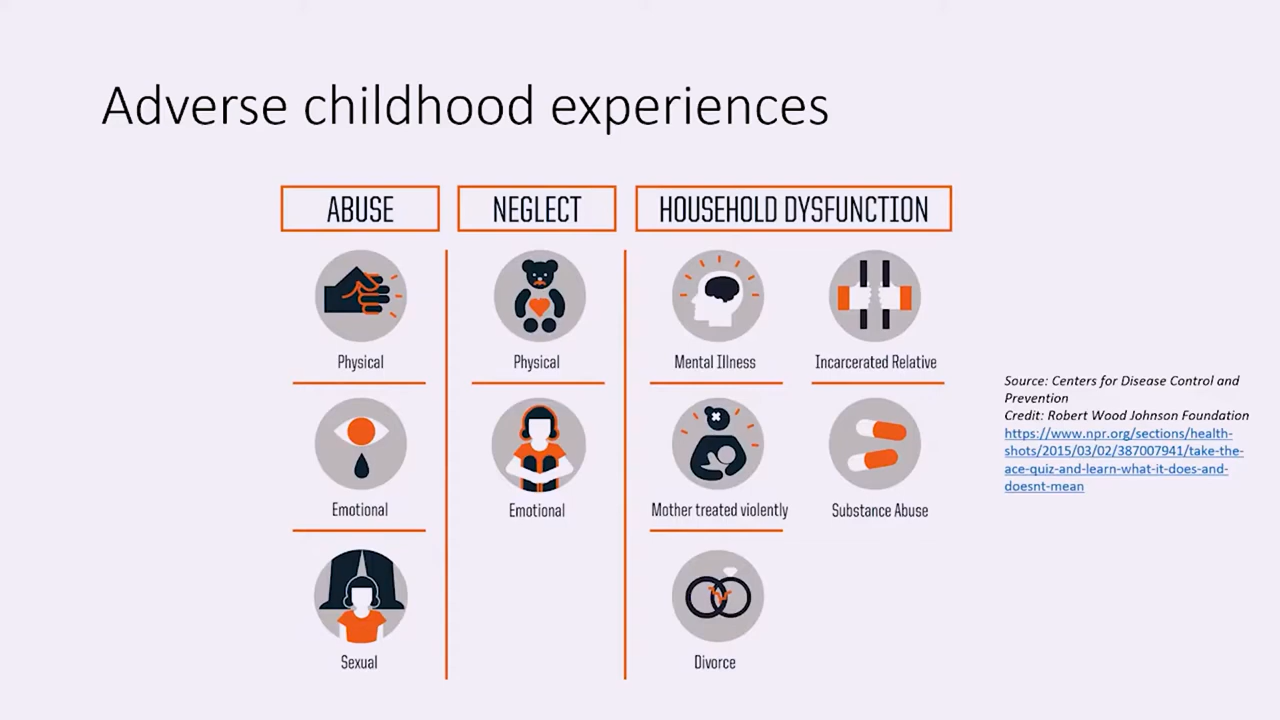 Adverse childhood experiences
ABUSE
NEGLECT
HOUSEHOLD DYSFUNCTION
Physical
Physical
Mental Illness
Incarcerated Relative
Emotional
Emotional
Mother treated violently
Substance Abuse
Sexual
Divorce
Source: Centers for Disease Control and
Prevention
Credit: Robert Wood Johnson Foundation
https://www.npr.org/sections/health-
shots/2015/03/02/387007941/take-the-
ace-quiz-and-learn-what-it-does-and-
doesnt-mean